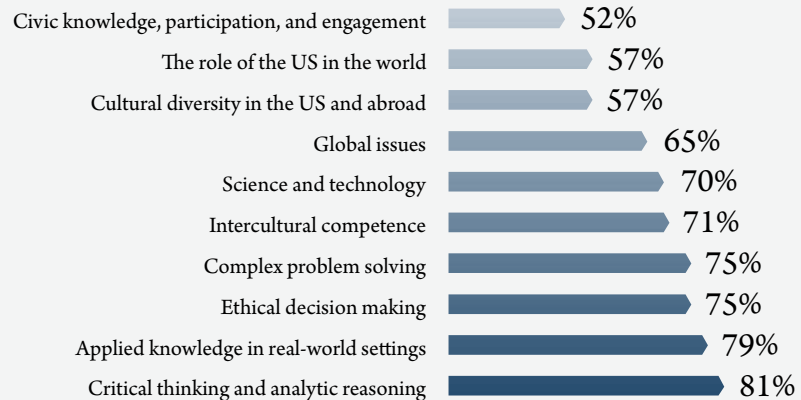 Civic knowledge, participation, and engagement 52%
The role of the US in the world 57%
Cultural diversity in the US and abroad 57%
Global issues 65%
Science and technology 70%
Intercultural competence 71%
Complex problem solving 75%
Ethical decision making 75%
Applied knowledge in real-world settings 79%
Critical thinking and analytic reasoning 81%